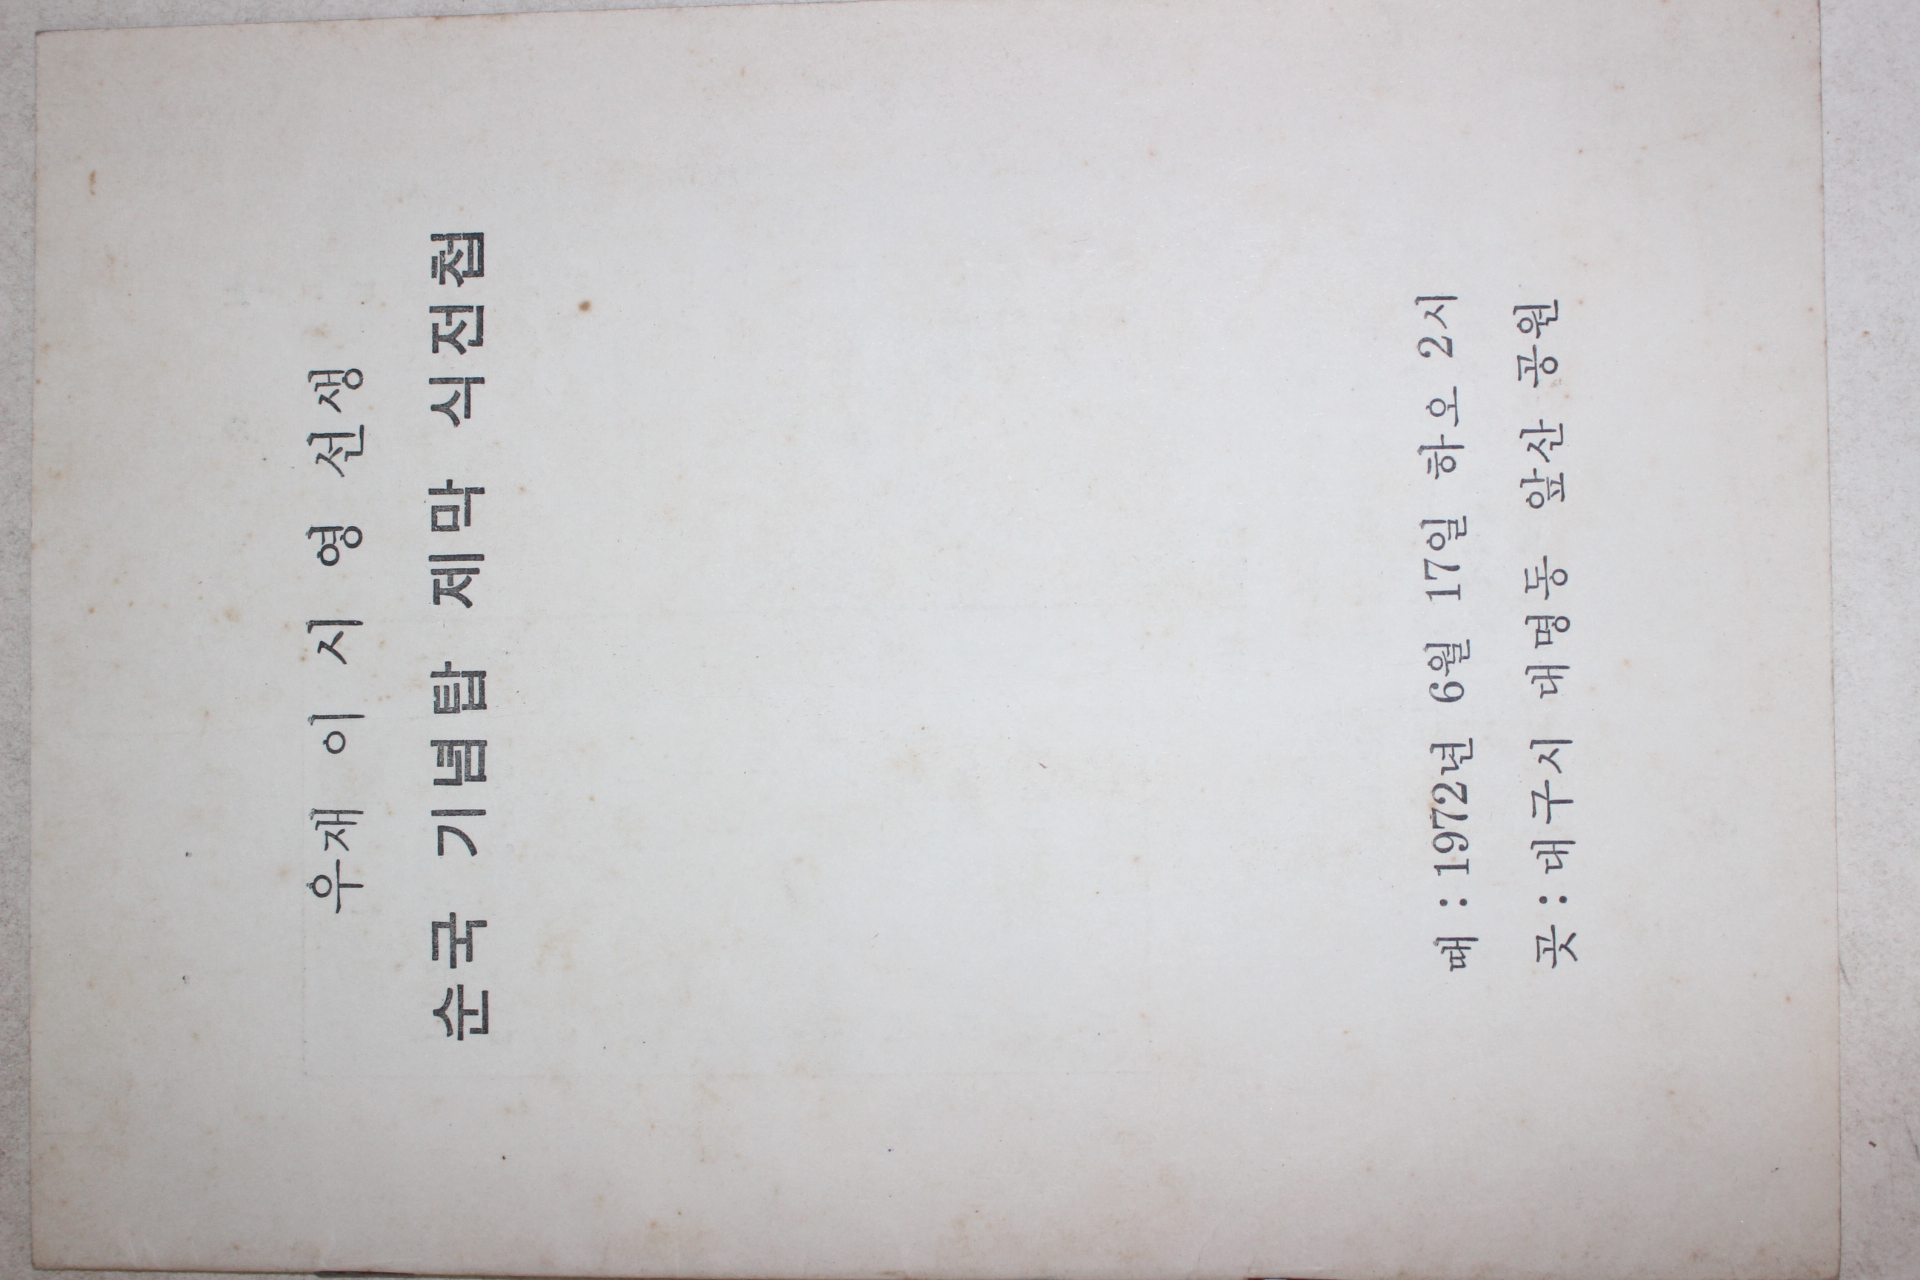 우재 이 시 영 선생
순국 기념탑 제막 식전첩
때 : 1972년 6월 17일 하오 2시
곳 : 대구시 대명동 앞산 공원